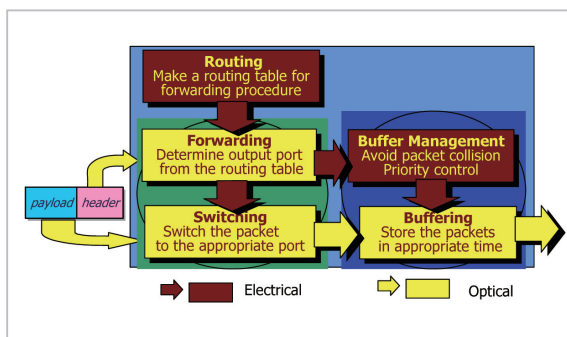 Routing
Make a routing table for
forwarding procedure
Forwarding
Determine output port
from the routing table
Buffer Management
Avoid packet collision
Priority control
payload header
Switching
Switch the packet
to the appropriate port
Buffering
Store the packets
in appropriate time
Electrical
Optical